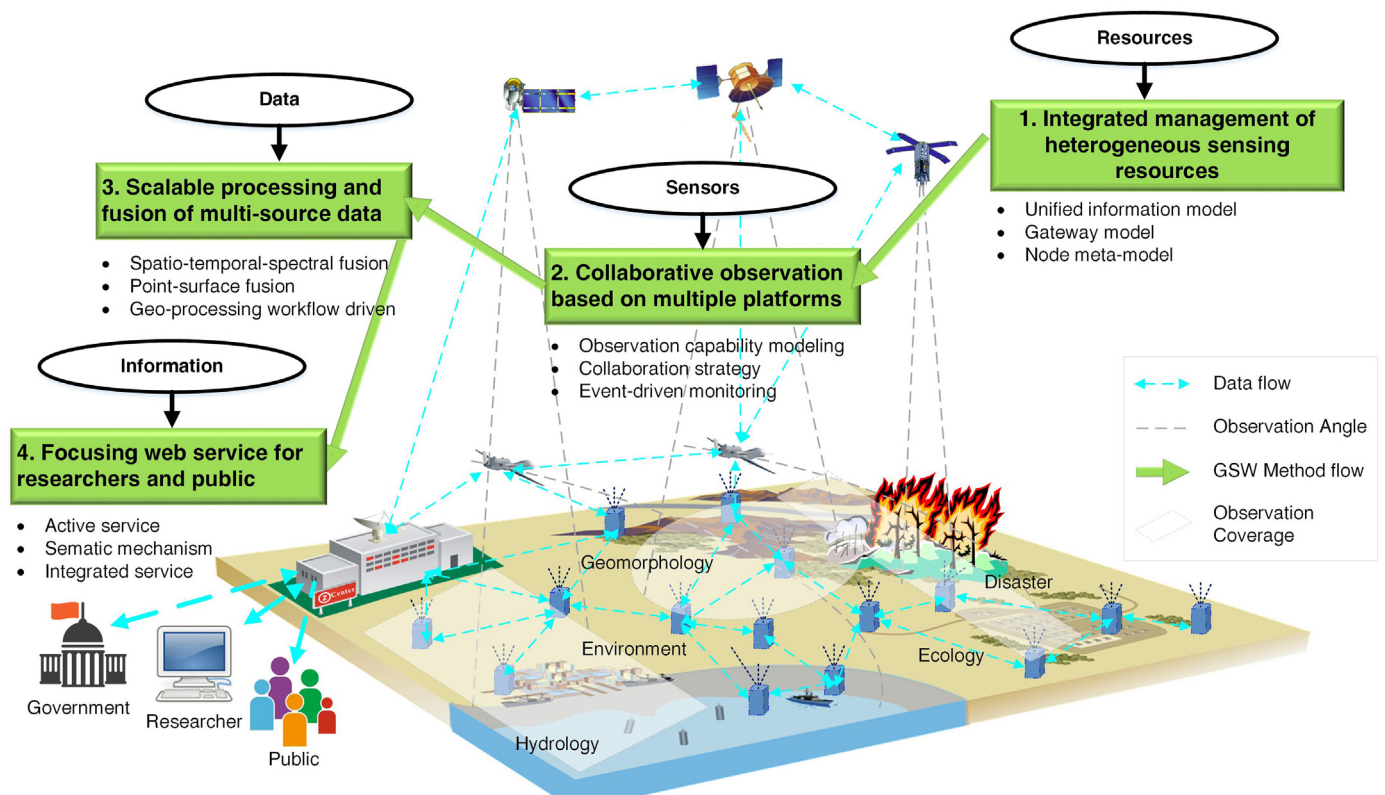 Resources
1. Integrated management of
heterogeneous sensing
resources
Unified information model
Gateway model
Node meta-model
Sensors
2. Collaborative observation
based on multiple platforms
Observation capability modeling
Collaboration strategy
Event-driven monitoring
Data
3. Scalable processing and
fusion of multi-source data
Spatio-temporal-spectral fusion
Point-surface fusion
Geo-processing workflow driven
Information
4. Focusing web service for
researchers and public
Active service
Sematic mechanism
Integrated service
Data flow
Observation Angle
GSW Method flow
Observation
Coverage
Geomorphology
Disaster
Environment
Ecology
Hydrology
Center
Government
Researcher
Public